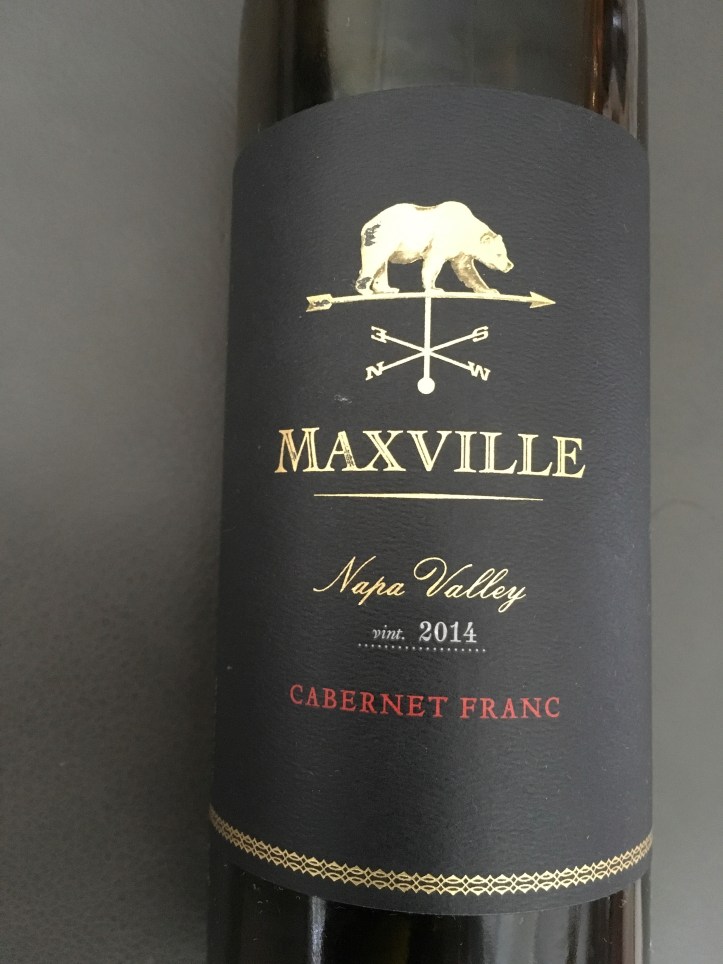 E S
N W
MAXVILLE
Napa Valley
vint. 2014
CABERNET FRANC